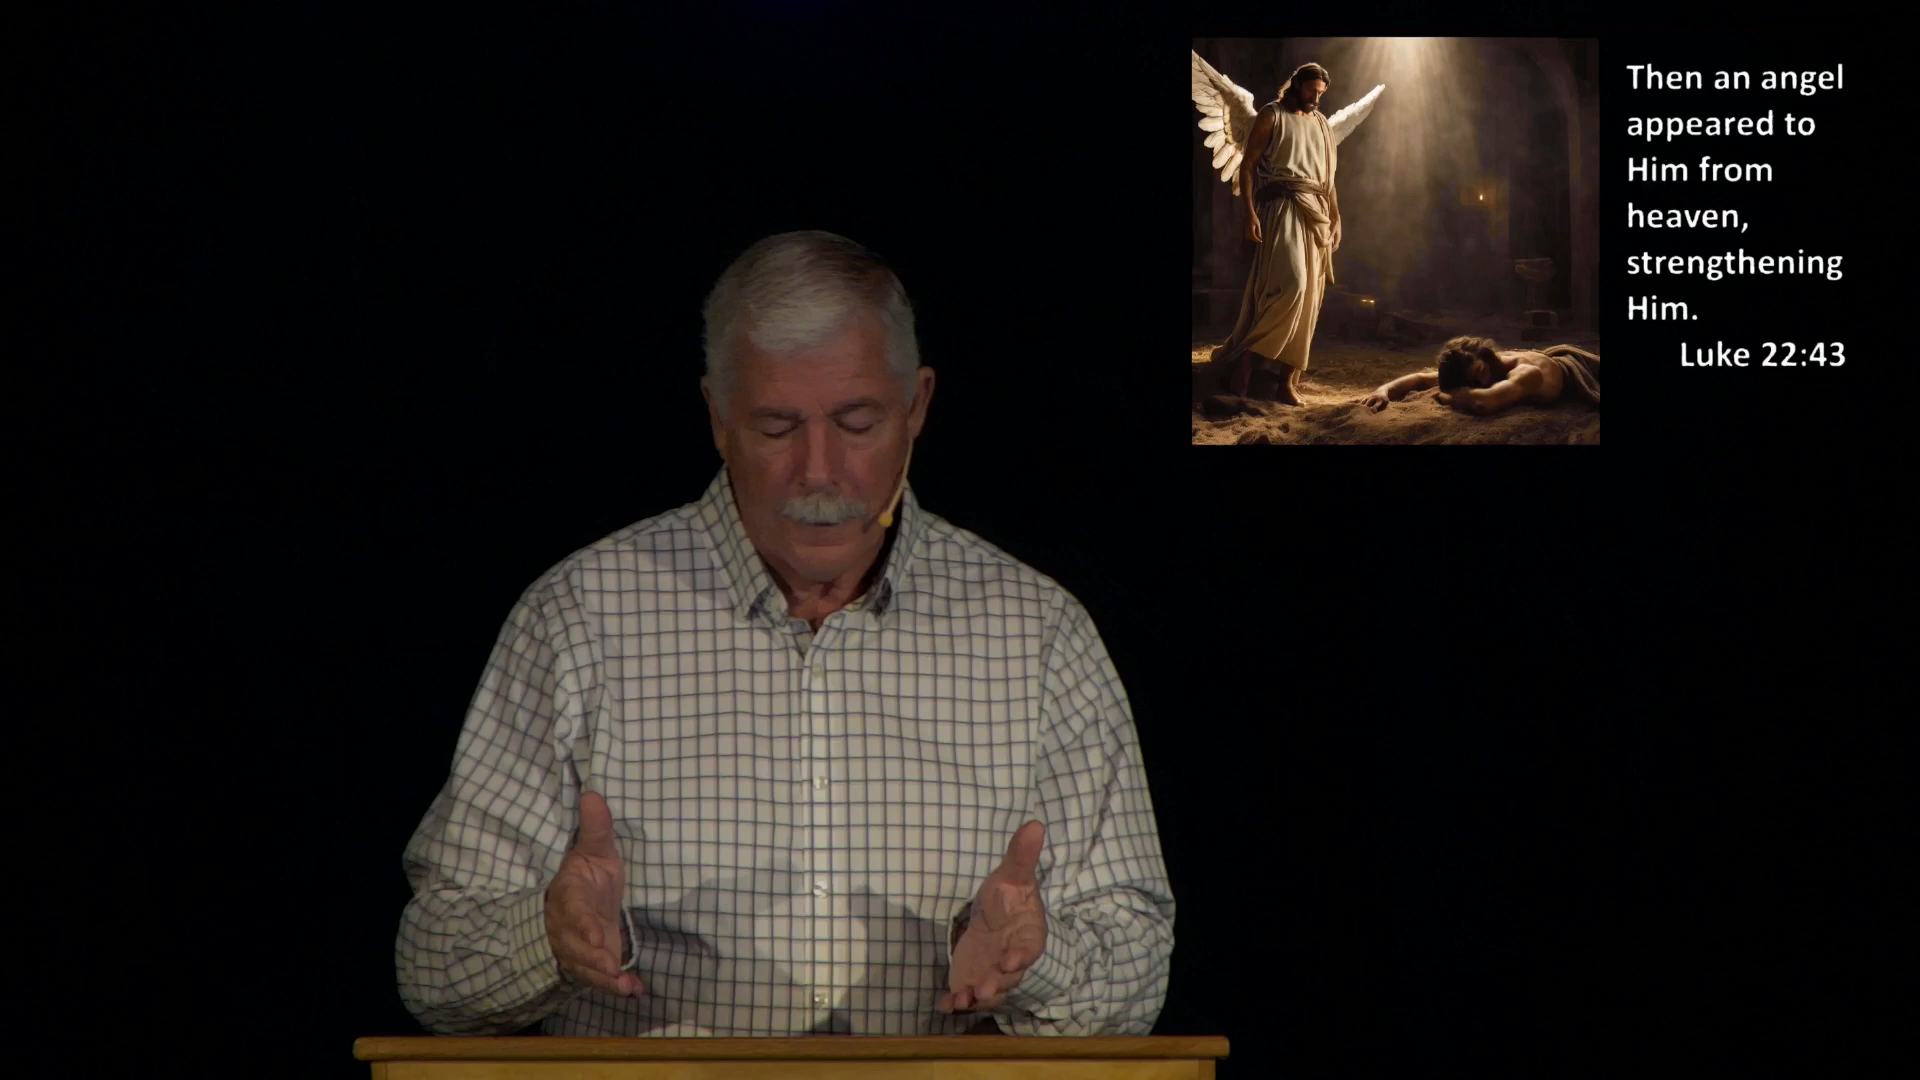 Then an angel
appeared to
Him from
heaven,
strengthening
Him.
Luke 22:43